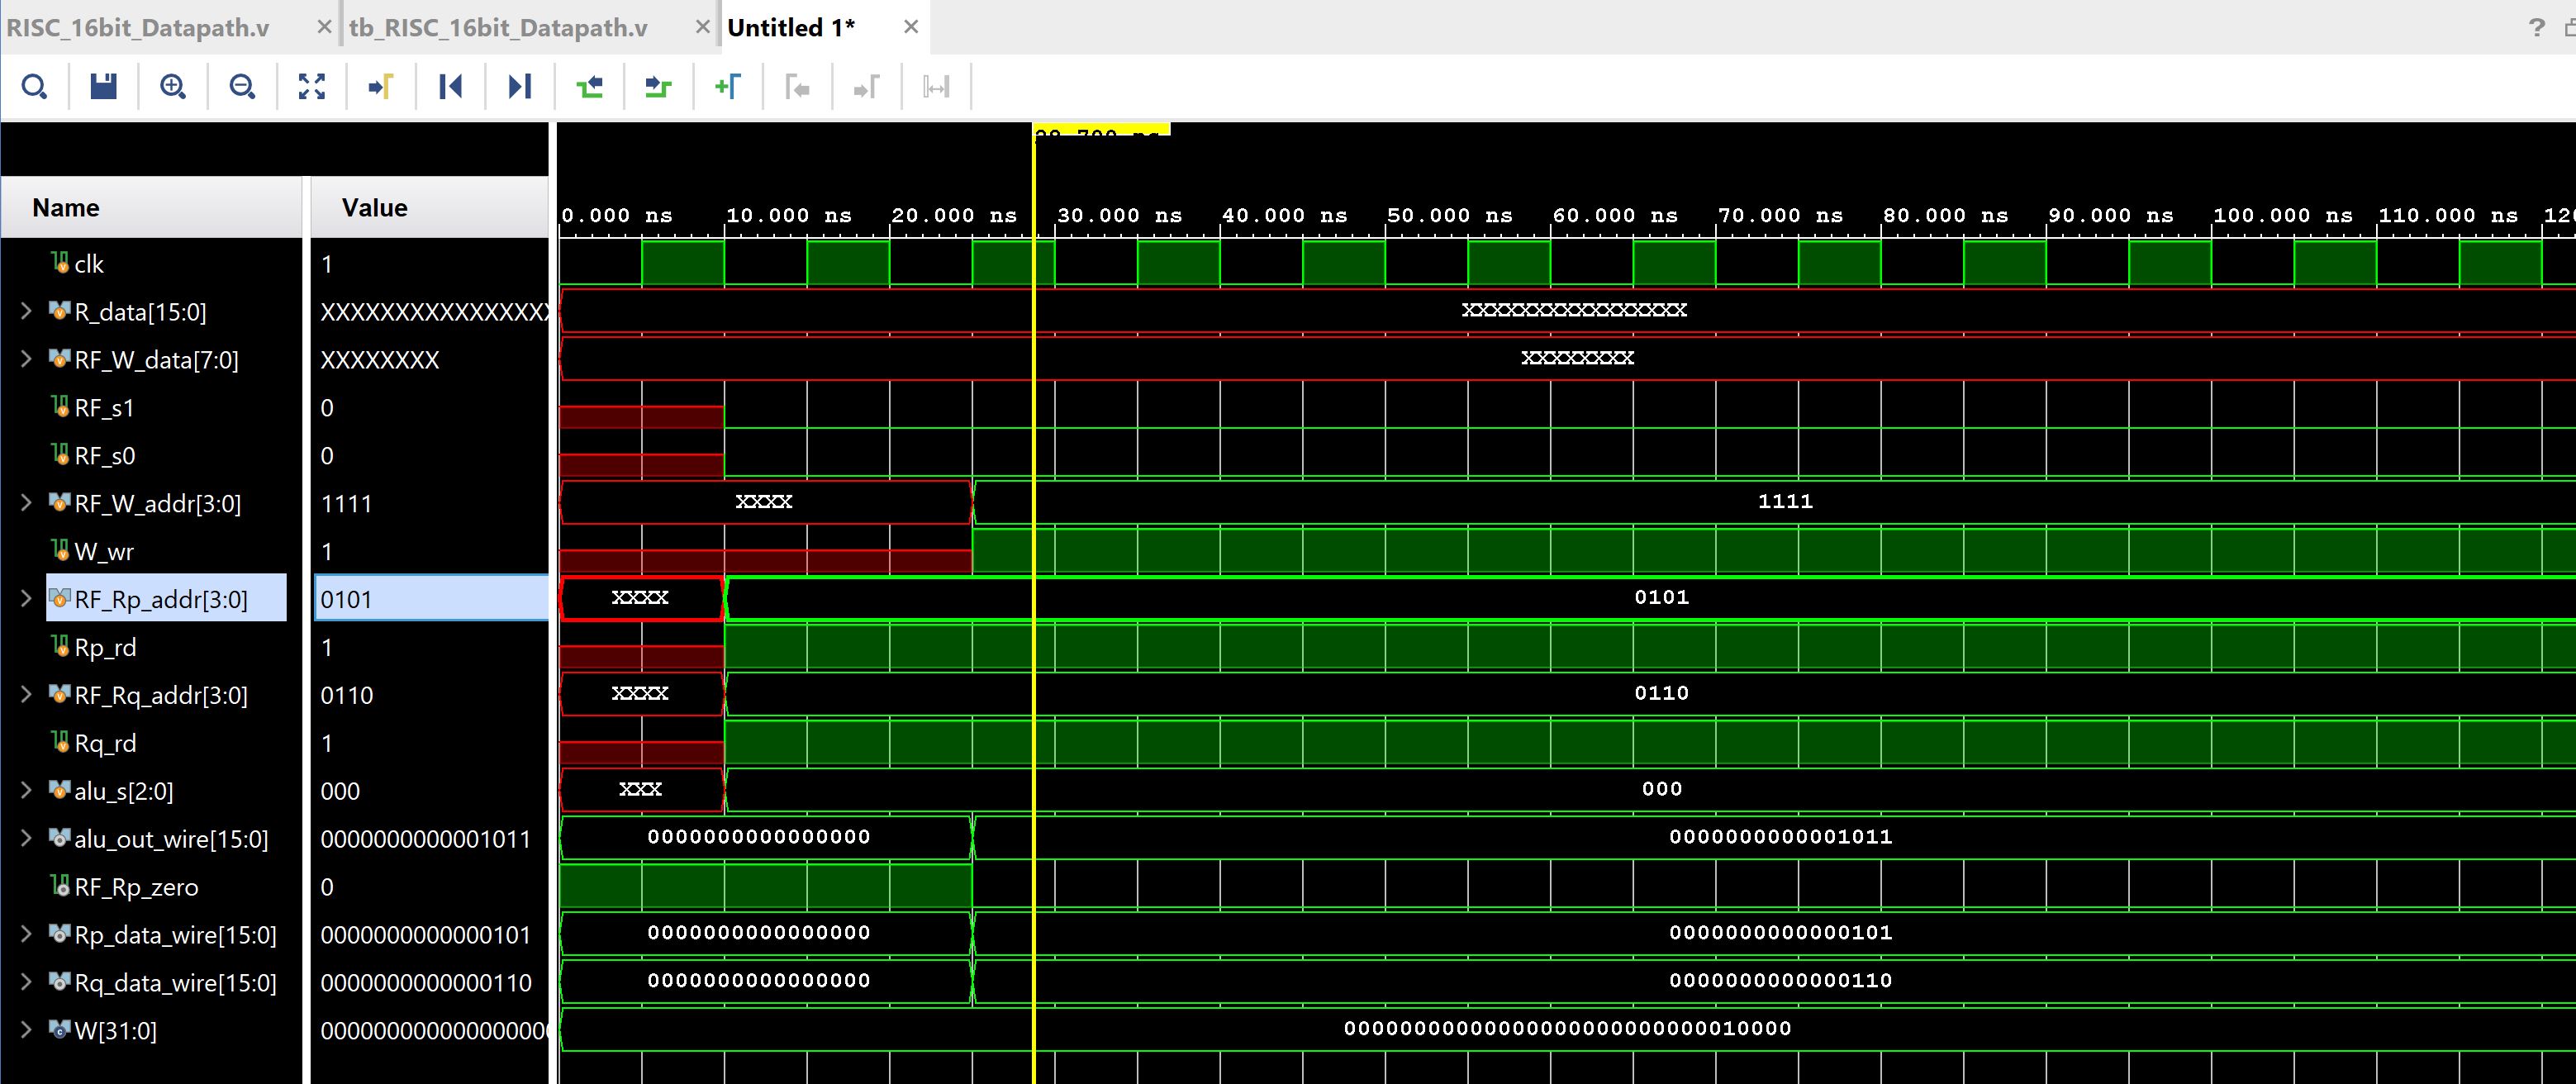 RISC_16bit_Datapath.v × tb_RISC_16bit_Datapath.v × Untitled 1* × ?
Name Value 0.000 ns 10.000 ns 20.000 ns 30.000 ns 40.000 ns 50.000 ns 60.000 ns 70.000 ns 80.000 ns 90.000 ns 100.000 ns 110.000 ns
clk 1
R_data[15:0] XXXXXXXXXXXXXXXX XXXXXXXXXXXXXXXX
RF_W_data[7:0] XXXXXXXX XXXXXXXX
RF_s1 0
RF_s0 0
RF_W_addr[3:0] 1111 XXXX 1111
W_wr 1
RF_Rp_addr[3:0] 0101 XXXX 0101
Rp_rd 1
RF_Rq_addr[3:0] 0110 XXXX 0110
Rq_rd 1
alu_s[2:0] 000 XXX 000
alu_out_wire[15:0] 0000000000001011 0000000000000000 0000000000001011
RF_Rp_zero 0
Rp_data_wire[15:0] 0000000000000101 0000000000000000 0000000000000101
Rq_data_wire[15:0] 0000000000000110 0000000000000000 0000000000000110
W[31:0] 0000000000000000 00000000000000000000000000010000